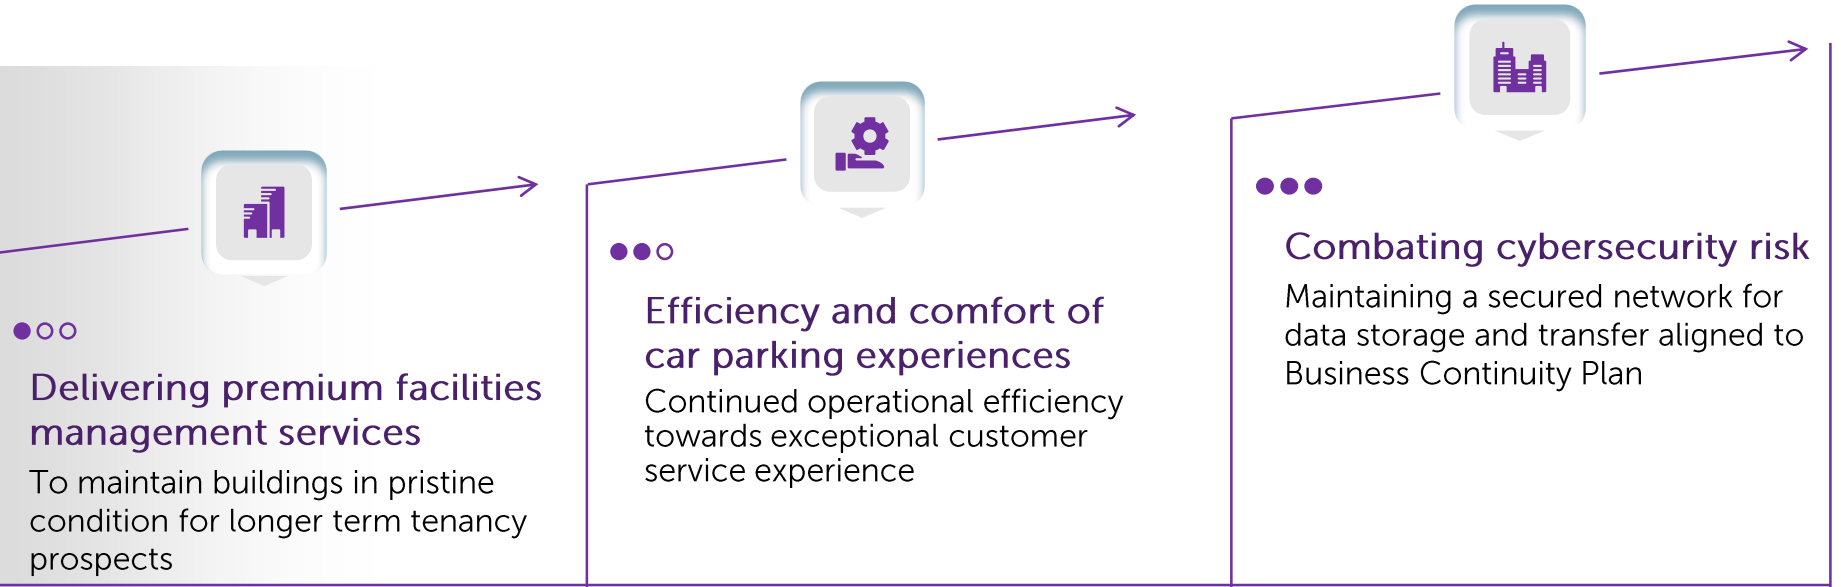 Delivering premium facilities
management services
To maintain buildings in pristine
condition for longer term tenancy
prospects
Efficiency and comfort of
car parking experiences
Continued operational efficiency
towards exceptional customer
service experience
Combating cybersecurity risk
Maintaining a secured network for
data storage and transfer aligned to
Business Continuity Plan